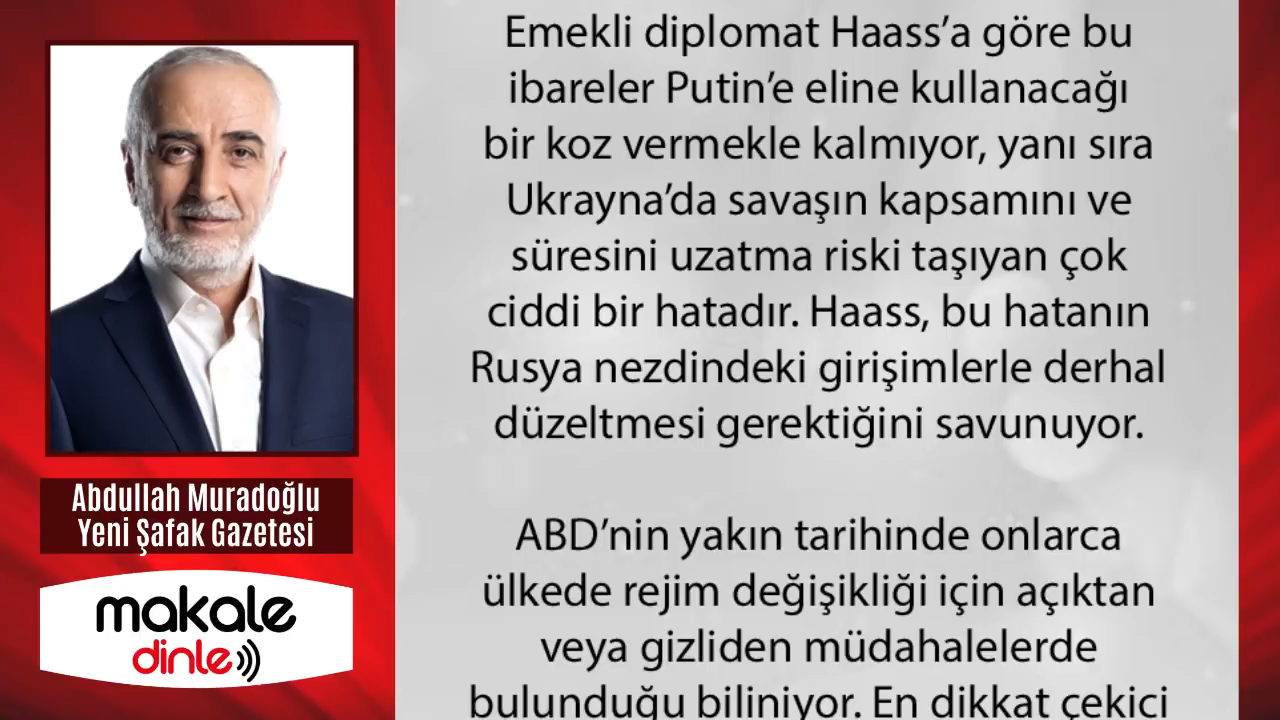 Emekli diplomat Haass’a göre bu
ibareler Putin’e eline kullanacağı
bir koz vermekle kalmıyor, yanı sıra
Ukrayna’da savaşın kapsamını ve
süresini uzatma riski taşıyan çok
ciddi bir hatadır. Haass, bu hatanın
Rusya nezdindeki girişimlerle derhal
düzeltmesi gerektiğini savunuyor.
ABD’nin yakın tarihinde onlarca
ülkede rejim değişikliği için açıktan
veya gizliden müdahalelerde
bulunduğu biliniyor. En dikkat çekici
Abdullah Muradoğlu
Yeni Şafak Gazetesi
makale
dinle